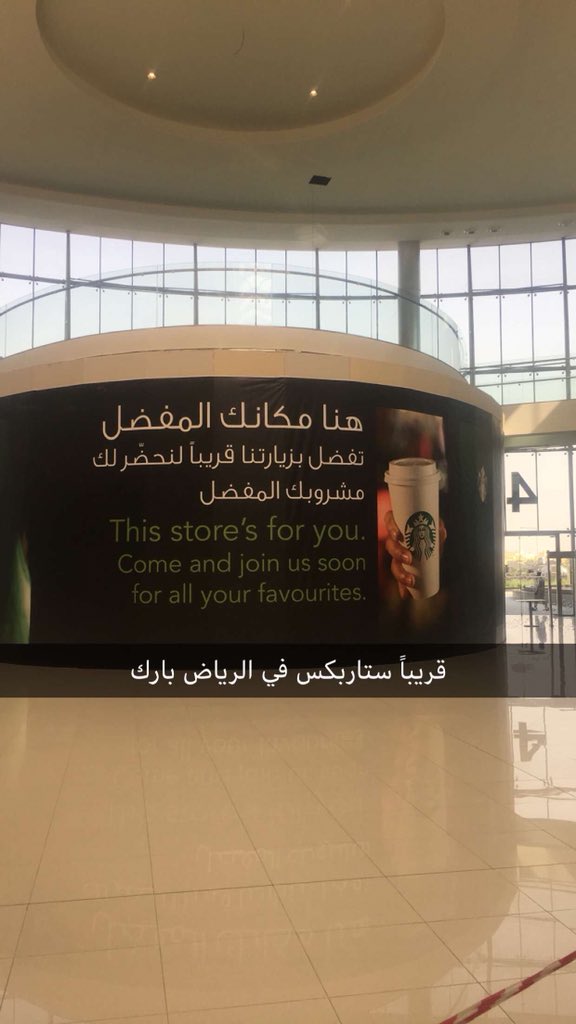 هنا مكانك المفضل
تفضل بزيارتنا قريباً لنحضّر لك
مشروبك المفضل
This store's for you.
Come and join us soon
for all your favourites.
4
قريباً ستاربكس في الرياض بارك